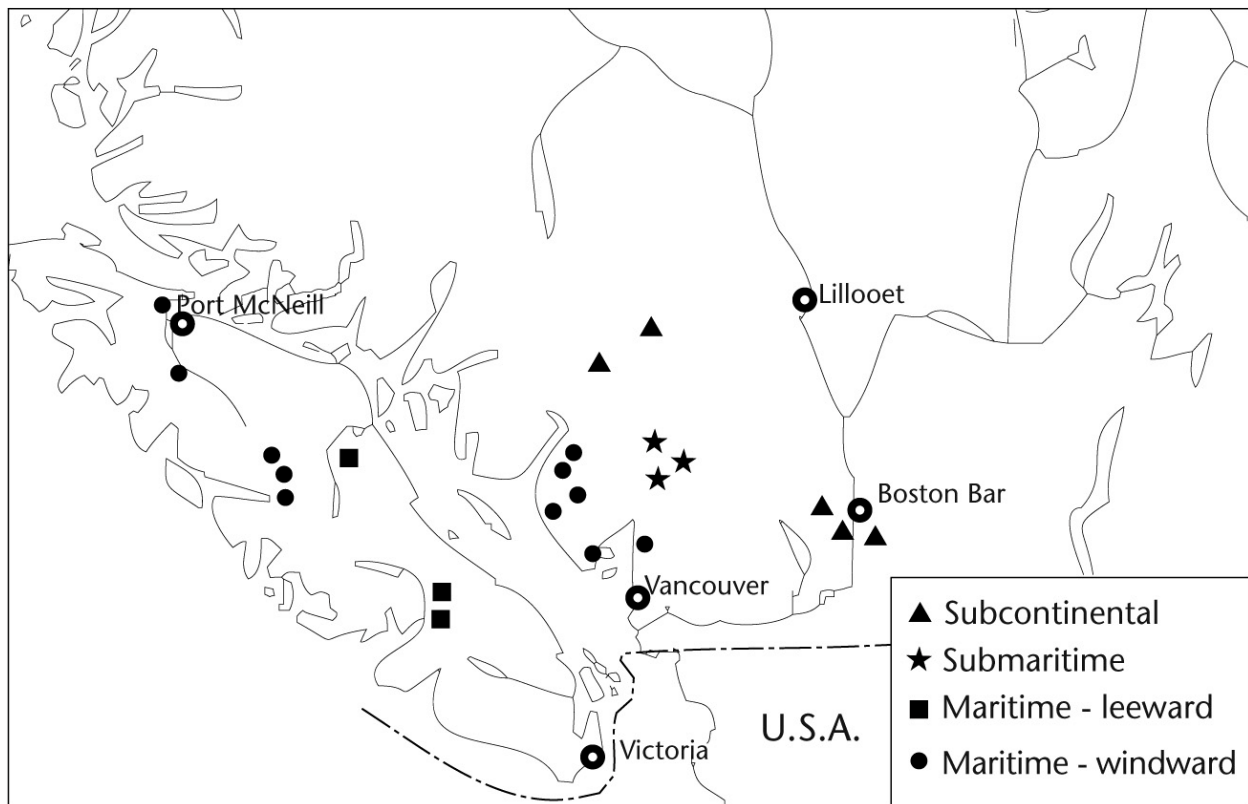 Port McNeill
Lillooet
Boston Bar
Vancouver
Victoria
U.S.A.
Subcontinental
Submaritime
Maritime - leeward
Maritime - windward